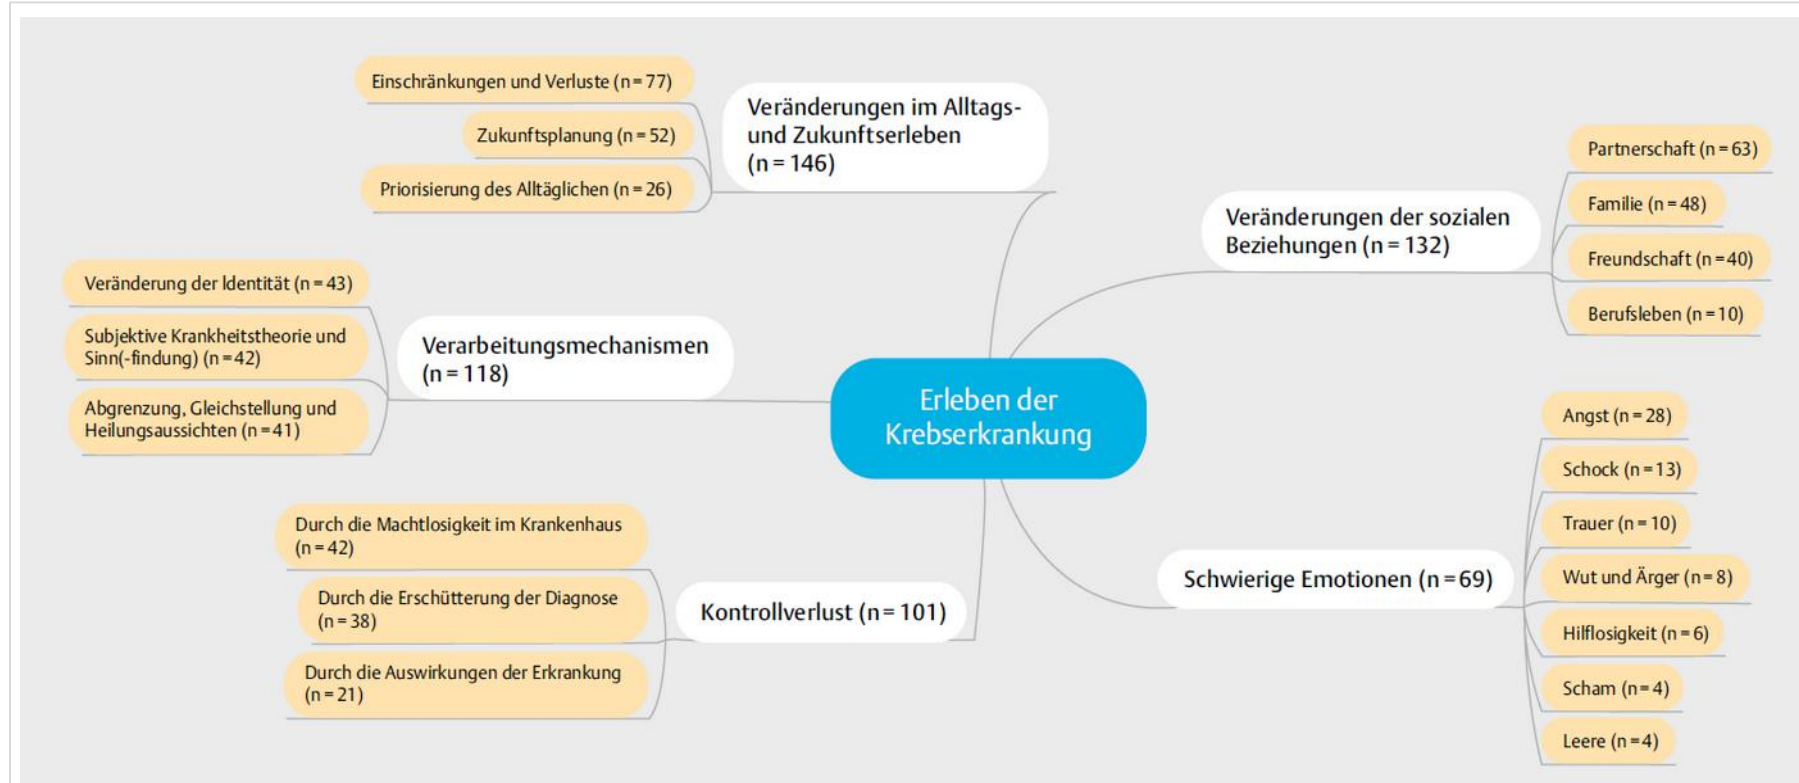 Einschränkungen und Verluste (n = 77)
Zukunftsplanung (n = 52)
Priorisierung des Alltäglichen (n = 26)
Veränderungen im Alltags-
und Zukunftserleben
(n = 146)
Veränderung der Identität (n = 43)
Subjektive Krankheitstheorie und
Sinn(-findung) (n = 42)
Abgrenzung, Gleichstellung und
Heilungsaussichten (n = 41)
Verarbeitungsmechanismen
(n = 118)
Durch die Machtlosigkeit im Krankenhaus
(n = 42)
Durch die Erschütterung der Diagnose
(n = 38)
Durch die Auswirkungen der Erkrankung
(n = 21)
Kontrollverlust (n = 101)
Erleben der
Krebserkrankung
Veränderungen der sozialen
Beziehungen (n = 132)
Partnerschaft (n = 63)
Familie (n = 48)
Freundschaft (n = 40)
Berufsleben (n = 10)
Schwierige Emotionen (n = 69)
Angst (n = 28)
Schock (n = 13)
Trauer (n = 10)
Wut und Ärger (n = 8)
Hilflosigkeit (n = 6)
Scham (n = 4)
Leere (n = 4)